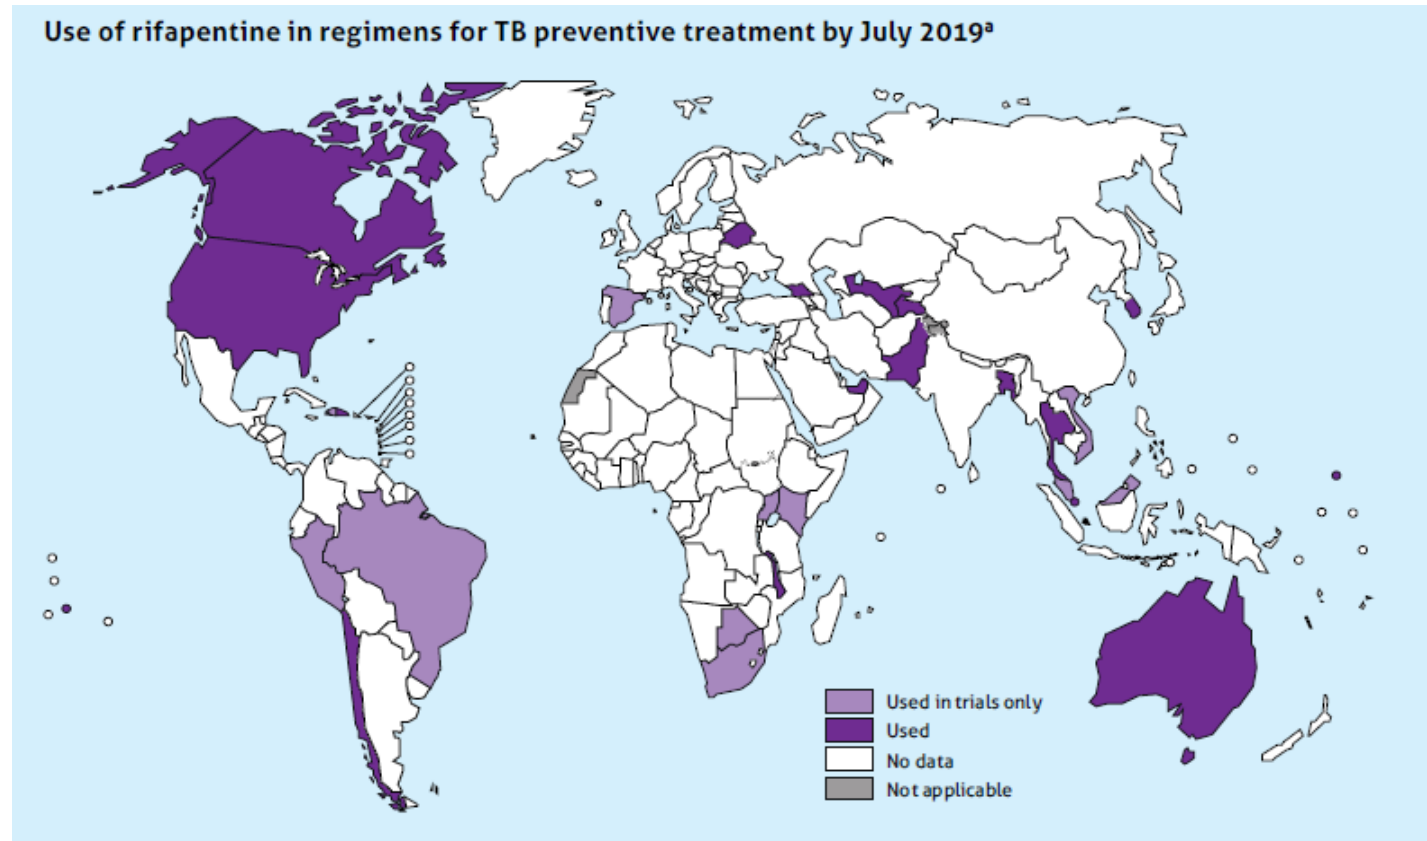 Use of rifapentine in regimens for TB preventive treatment by July 2019ᵃ
Used in trials only
Used
No data
Not applicable